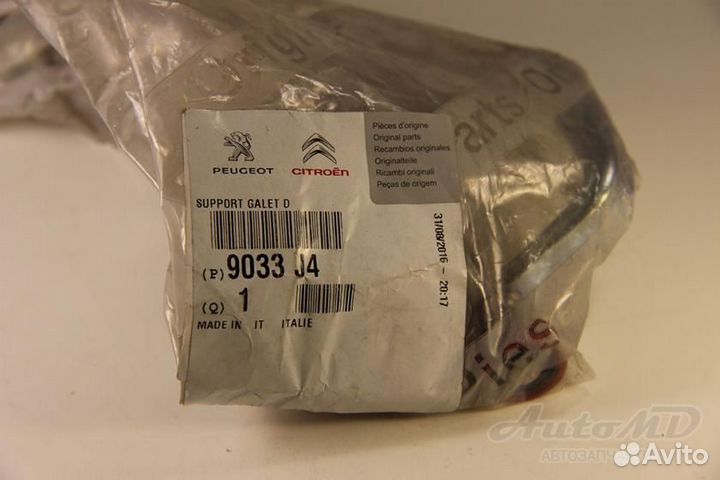 PEUGEOT
CITROËN
Pièces d'origine
Original parts
Recambios originales
Originalteile
Ricambi originali
Peças de origem
SUPPORT GALET D
(P) 9033 J4
(Q) 1
MADE IN IT ITALIE
31/08/2016 - 20:17
AutoMD
Avito